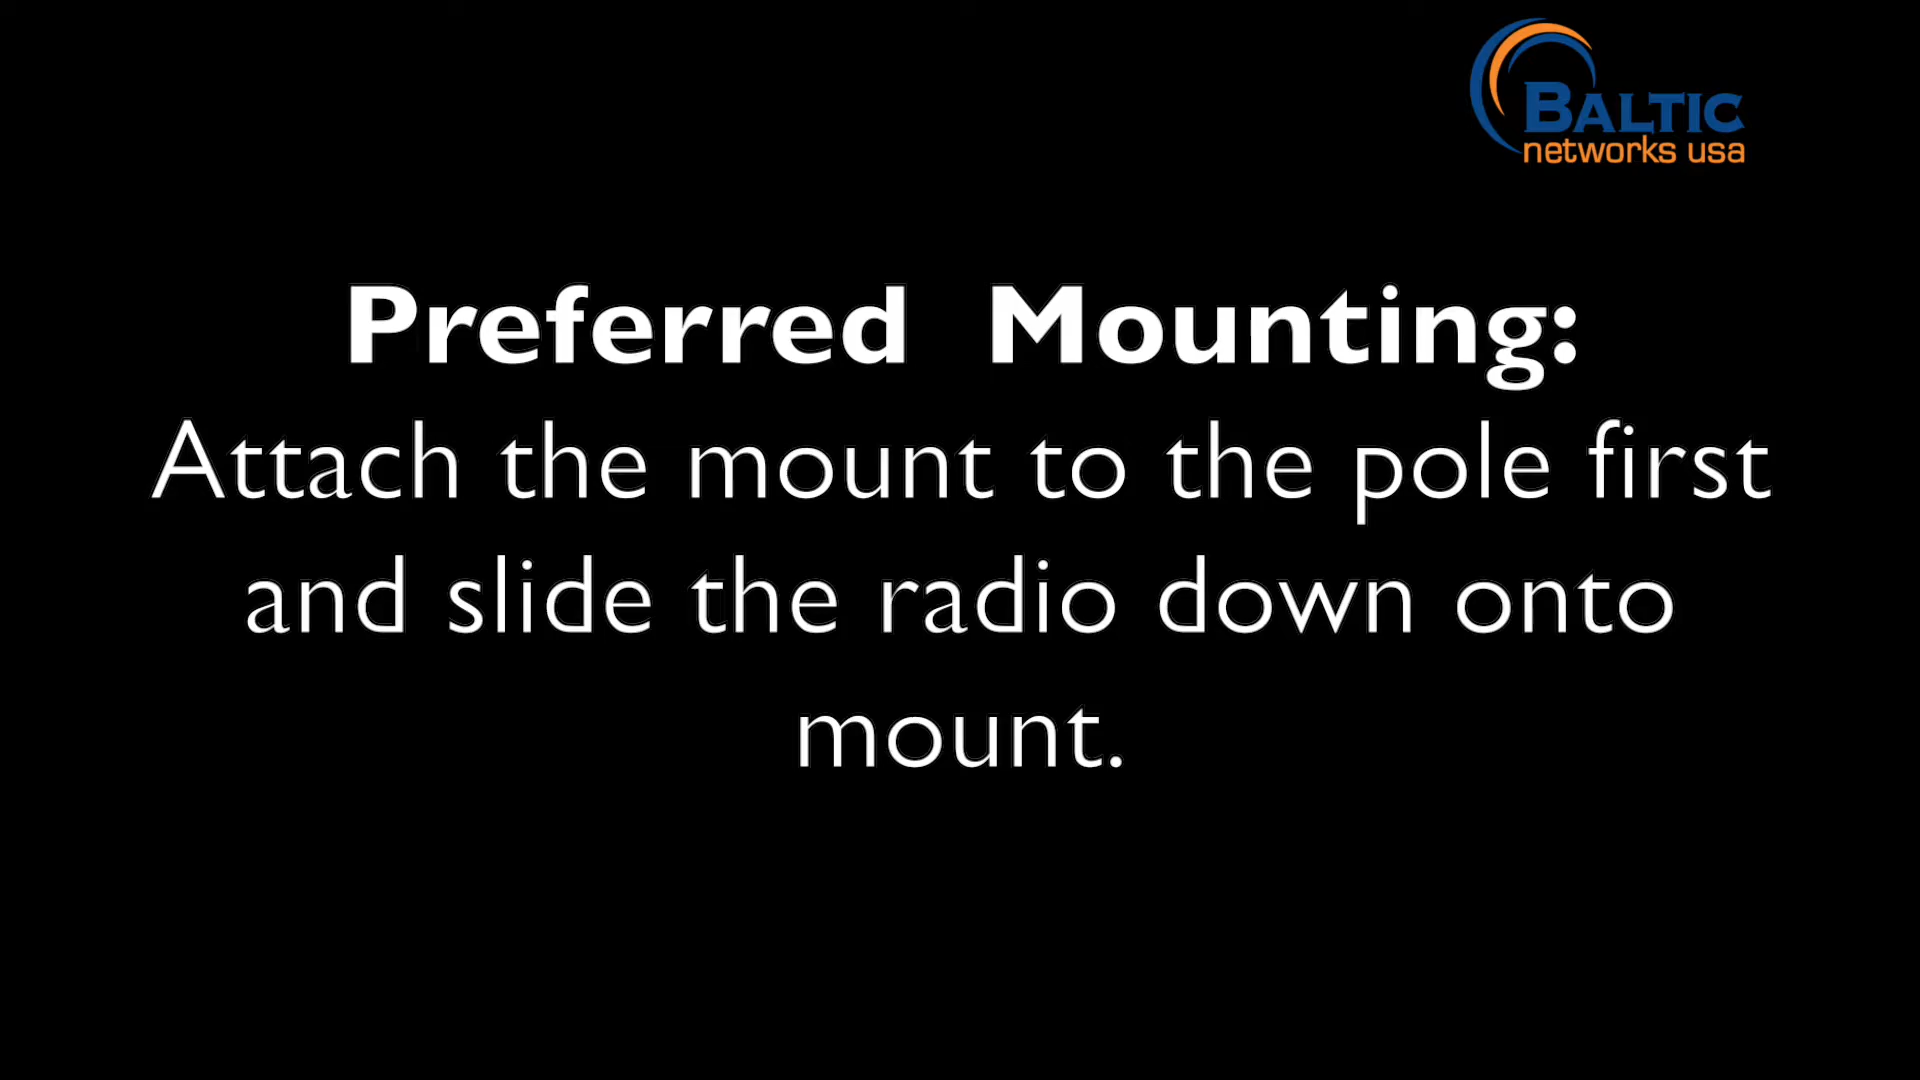 BALTIC
networks usa
Preferred Mounting:
Attach the mount to the pole first
and slide the radio down onto
mount.